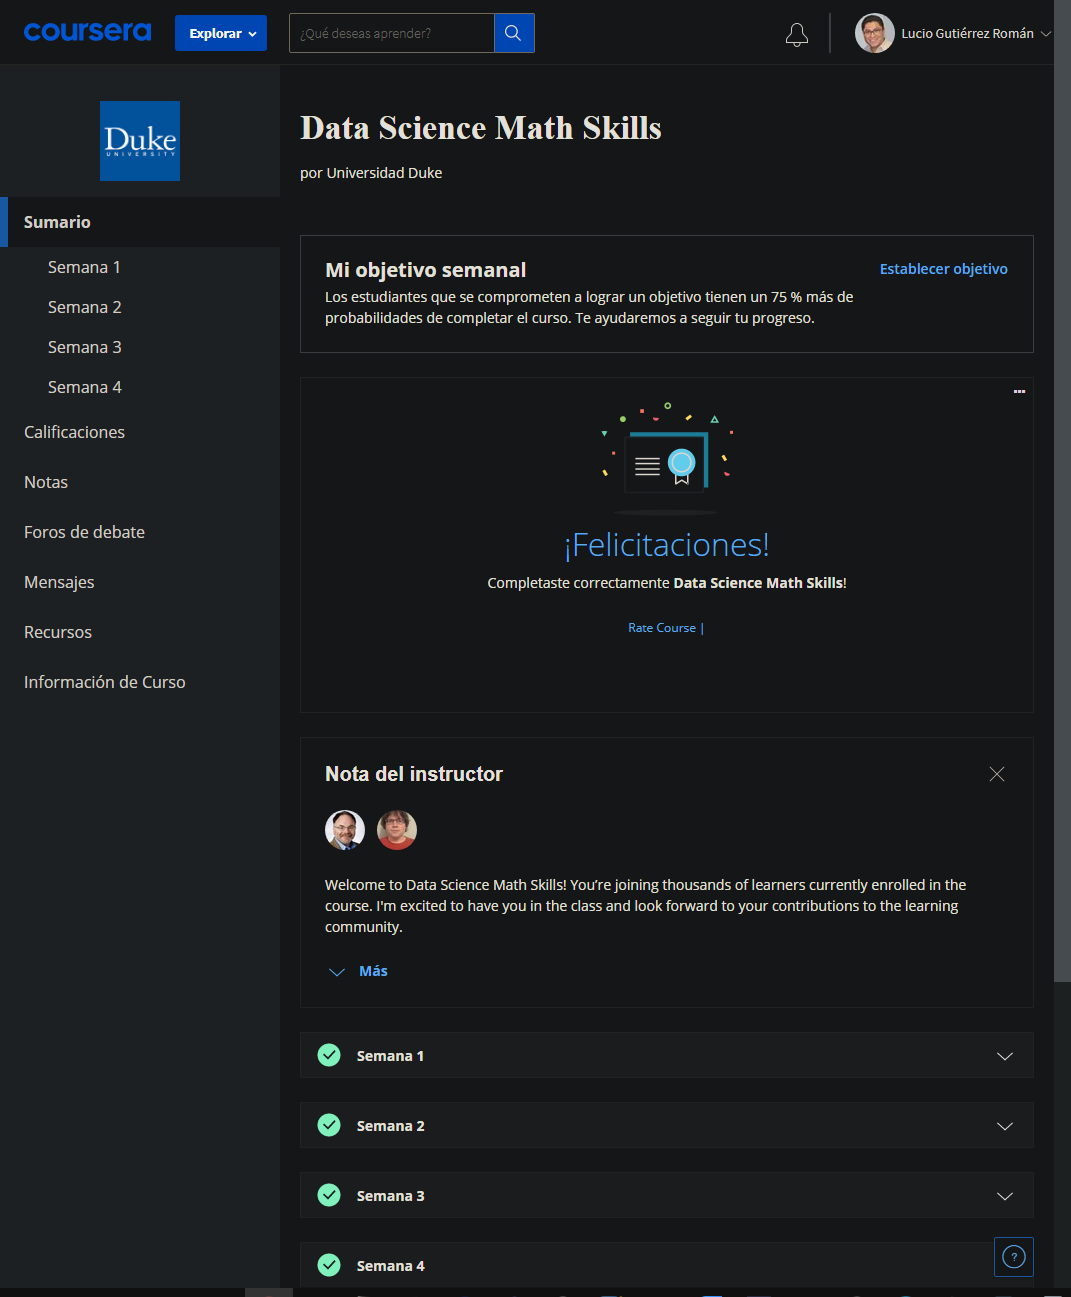 coursera
Explorar
¿Qué deseas aprender?
Lucio Gutiérrez Román
Duke
UNIVERSITY
Sumario
Semana 1
Semana 2
Semana 3
Semana 4
Calificaciones
Notas
Foros de debate
Mensajes
Recursos
Información de Curso
Data Science Math Skills
por Universidad Duke
Mi objetivo semanal
Establecer objetivo
Los estudiantes que se comprometen a lograr un objetivo tienen un 75 % más de
probabilidades de completar el curso. Te ayudaremos a seguir tu progreso.
¡Felicitaciones!
Completaste correctamente Data Science Math Skills!
Rate Course |
Nota del instructor
Welcome to Data Science Math Skills! You’re joining thousands of learners currently enrolled in the
course. I'm excited to have you in the class and look forward to your contributions to the learning
community.
Más
Semana 1
Semana 2
Semana 3
Semana 4
?